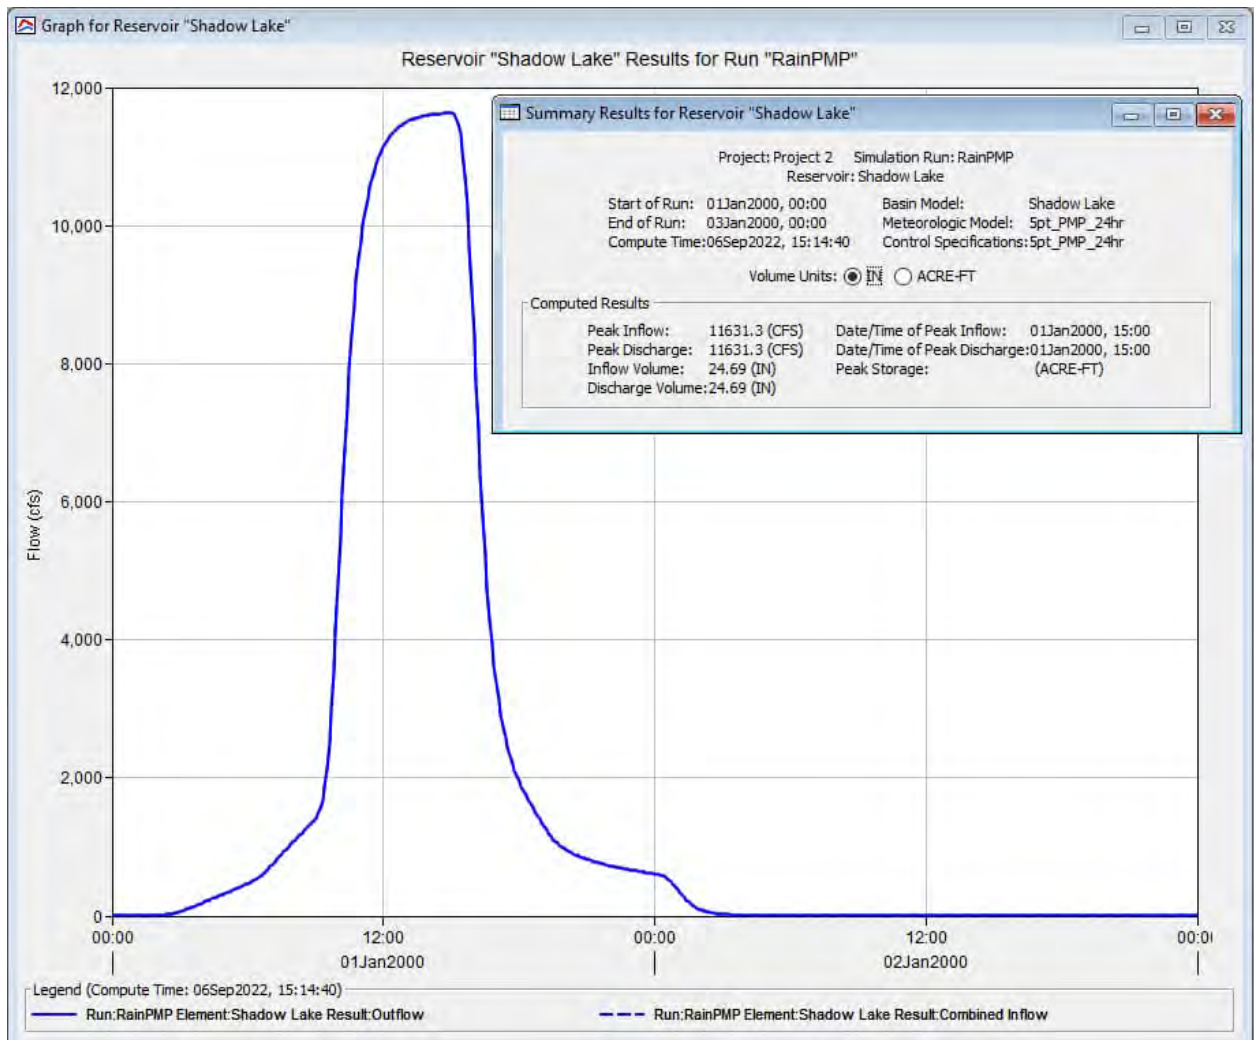 Graph for Reservoir "Shadow Lake"
Reservoir "Shadow Lake" Results for Run "RainPMP"
Summary Results for Reservoir "Shadow Lake"
Project: Project 2 Simulation Run: RainPMP
Reservoir: Shadow Lake
Start of Run: 01Jan2000, 00:00 Basin Model: Shadow Lake
End of Run: 03Jan2000, 00:00 Meteorologic Model: 5pt_PMP_24hr
Compute Time:06Sep2022, 15:14:40 Control Specifications:5pt_PMP_24hr
Volume Units: IN ACRE-FT
Computed Results
Peak Inflow: 11631.3 (CFS) Date/Time of Peak Inflow: 01Jan2000, 15:00
Peak Discharge: 11631.3 (CFS) Date/Time of Peak Discharge:01Jan2000, 15:00
Inflow Volume: 24.69 (IN) Peak Storage: (ACRE-FT)
Discharge Volume:24.69 (IN)
12,000
10,000
8,000
6,000
4,000
2,000
0
Flow (cfs)
00:00 12:00 00:00 12:00 00:00
01Jan2000 02Jan2000
Legend (Compute Time: 06Sep2022, 15:14:40)
Run:RainPMP Element:Shadow Lake Result:Outflow Run:RainPMP Element:Shadow Lake Result:Combined Inflow